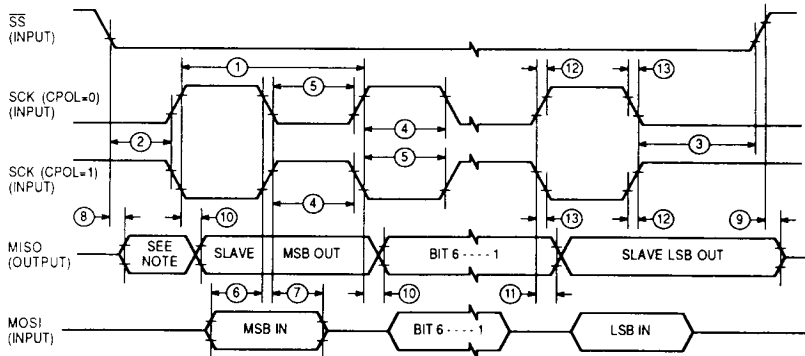 SS
(INPUT)
1
5
12
13
SCK (CPOL=0)
(INPUT)
2
4
3
SCK (CPOL=1)
(INPUT)
5
4
8
10
13
12
9
MISO
(OUTPUT)
SEE
NOTE
SLAVE
MSB OUT
BIT 6 - - - - 1
SLAVE LSB OUT
6
7
10
11
MOSI
(INPUT)
MSB IN
BIT 6 - - - - 1
LSB IN